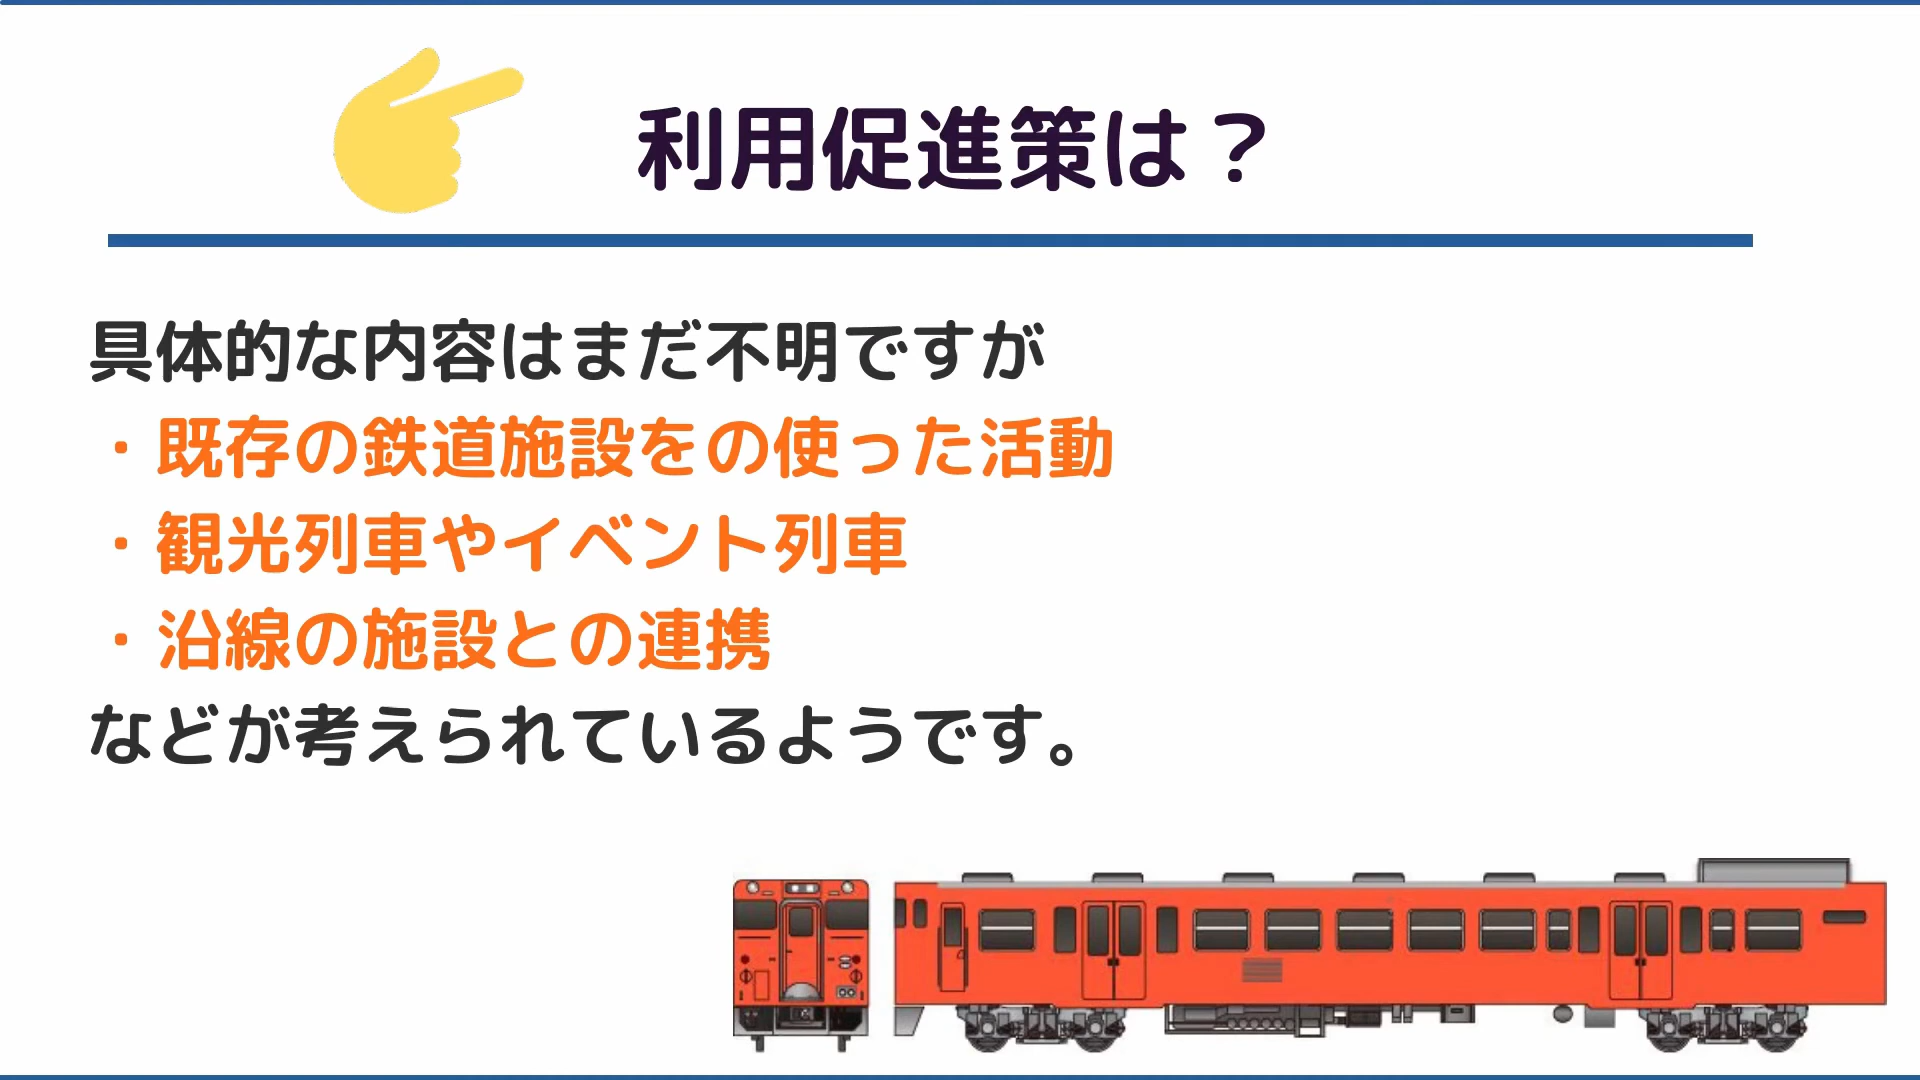 利用促進策は？
具体的な内容はまだ不明ですが
・既存の鉄道施設をの使った活動
・観光列車やイベント列車
・沿線の施設との連携
などが考えられているようです。